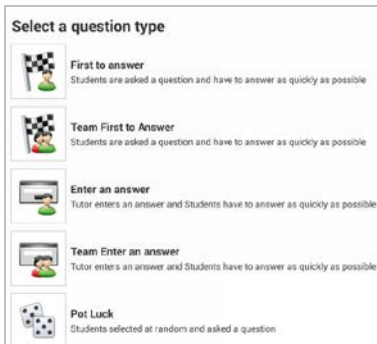 Select a question type
First to answer
Students are asked a question and have to answer as quickly as possible
Team First to Answer
Students are asked a question and have to answer as quickly as possible
Enter an answer
Tutor enters an answer and Students have to answer as quickly as possible
Team Enter an answer
Tutor enters an answer and Students have to answer as quickly as possible
Pot Luck
Students selected at random and asked a question